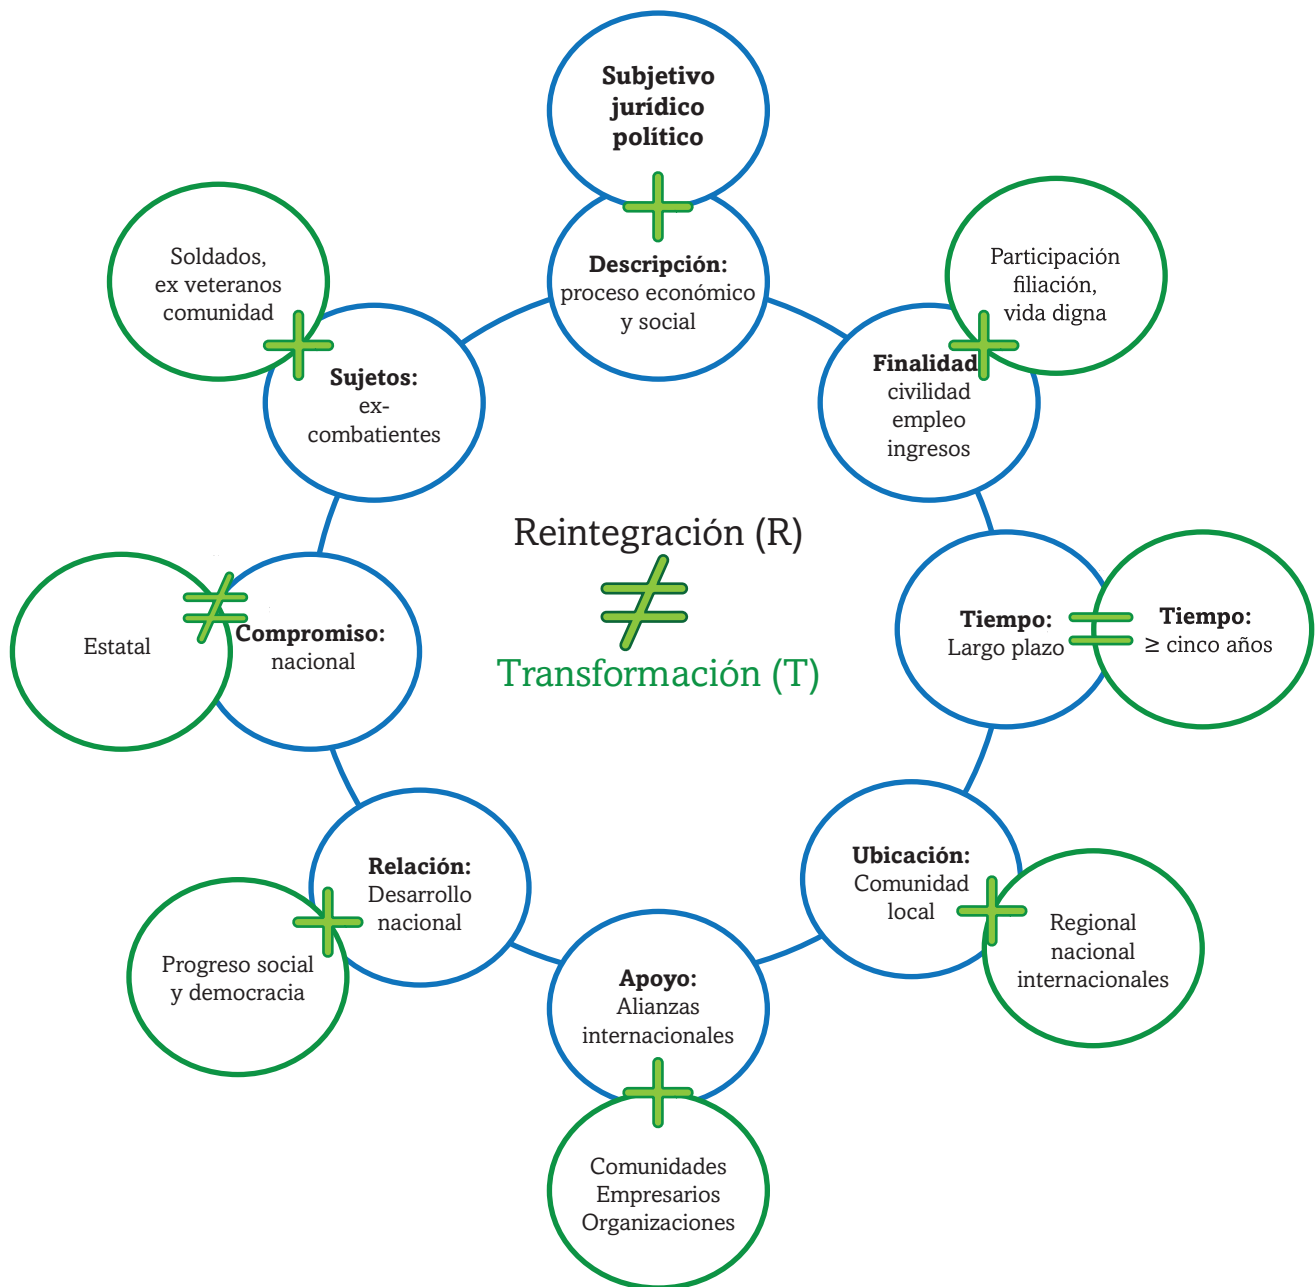 Subjetivo
jurídico
político
Descripción:
proceso económico
y social
Soldados,
ex veteranos
comunidad
Sujetos:
ex-
combatientes
Participación
filiación,
vida digna
Finalidad
civilidad
empleo
ingresos
Reintegración (R)
≠
Transformación (T)
Estatal
Compromiso:
nacional
Tiempo:
Largo plazo
Tiempo:
≥ cinco años
Relación:
Desarrollo
nacional
Progreso social
y democracia
Ubicación:
Comunidad
local
Regional
nacional
internacionales
Apoyo:
Alianzas
internacionales
Comunidades
Empresarios
Organizaciones